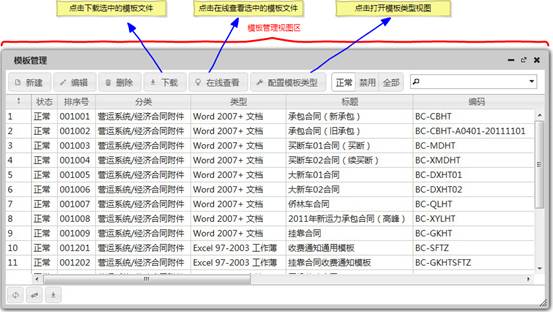 点击下载选中的模板文件 点击在线查看选中的模板文件 点击打开模板类型视图
模板管理视图区
模板管理
新建 编辑 删除 下载 在线查看 配置模板类型 正常 禁用 全部
状态 排序号 分类 类型 标题 编码
1 正常 001001 营运系统/经济合同附件 Word 2007+ 文档 承包合同（新承包） BC-CBHT
2 正常 001002 营运系统/经济合同附件 Word 2007+ 文档 承包合同（旧承包） BC-CBHT-A0401-20111101
3 正常 001003 营运系统/经济合同附件 Word 2007+ 文档 买断车01合同（买断） BC-MDHT
4 正常 001004 营运系统/经济合同附件 Word 2007+ 文档 买断车02合同（续买断） BC-XMDHT
5 正常 001005 营运系统/经济合同附件 Word 2007+ 文档 大新车01合同 BC-DXHT01
6 正常 001006 营运系统/经济合同附件 Word 2007+ 文档 大新车02合同 BC-DXHT02
7 正常 001007 营运系统/经济合同附件 Word 2007+ 文档 侨林车合同 BC-QLHT
8 正常 001008 营运系统/经济合同附件 Word 2007+ 文档 2011年新运力承包合同（高峰） BC-XYLHT
9 正常 001009 营运系统/经济合同附件 Word 2007+ 文档 挂靠合同 BC-GKHT
10 正常 001201 营运系统/经济合同附件 Excel 97-2003 工作簿 收费通知通用模板 BC-SFTZ
11 正常 001202 营运系统/经济合同附件 Excel 97-2003 工作簿 挂靠合同收费通知模板 BC-GKHTSFTZ